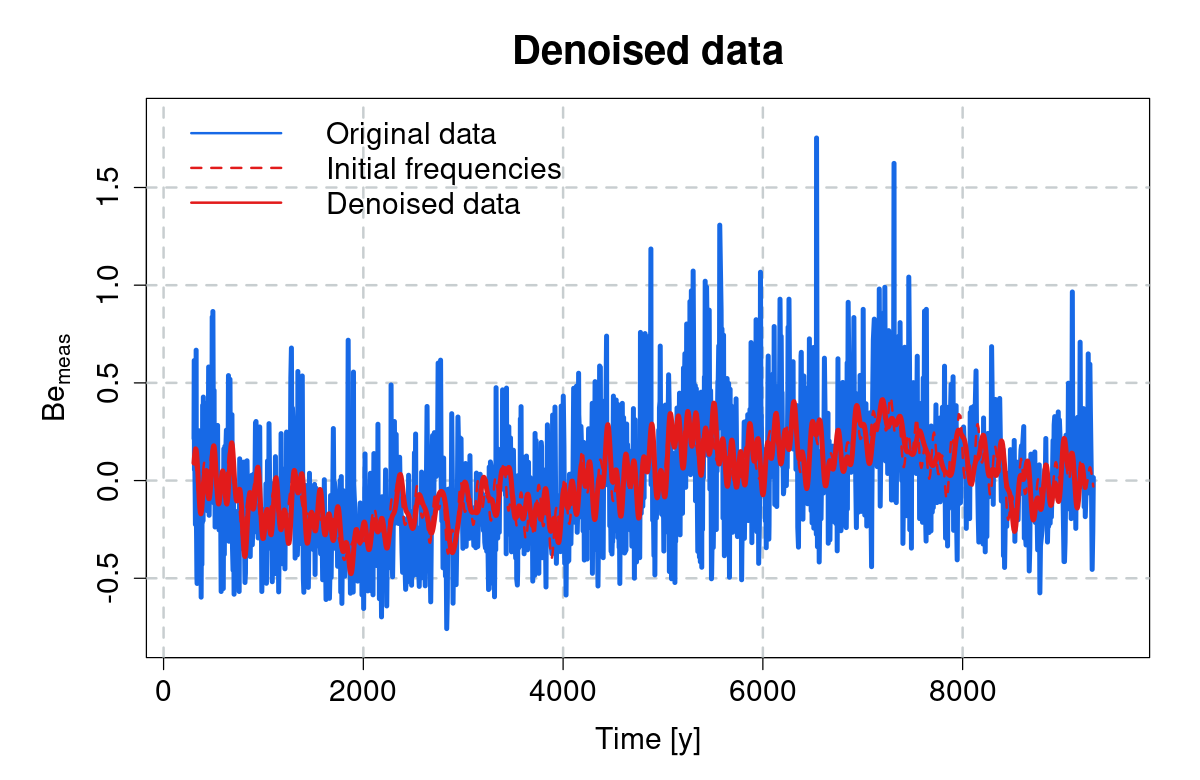 Denoised data
Original data
Initial frequencies
Denoised data
1.5
1.0
0.5
0.0
-0.5
Be_meas
0 2000 4000 6000 8000
Time [y]